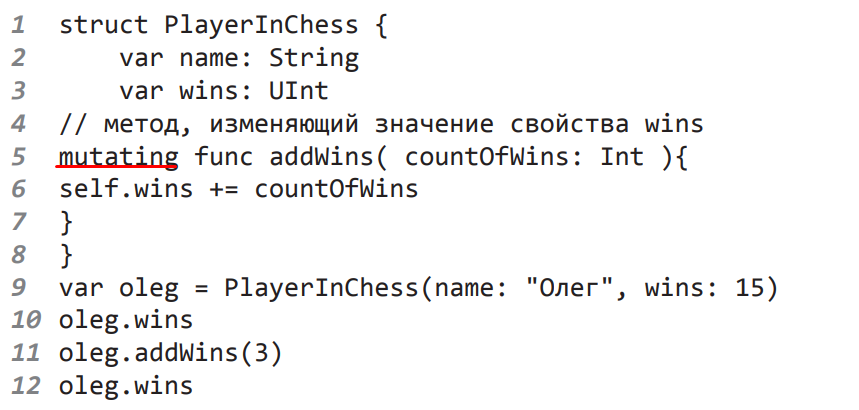 1 struct PlayerInChess {
2     var name: String
3     var wins: UInt
4 // метод, изменяющий значение свойства wins
5 mutating func addWins( countOfWins: Int ){
6 self.wins += countOfWins
7 }
8 }
9 var oleg = PlayerInChess(name: "Олег", wins: 15)
10 oleg.wins
11 oleg.addWins(3)
12 oleg.wins